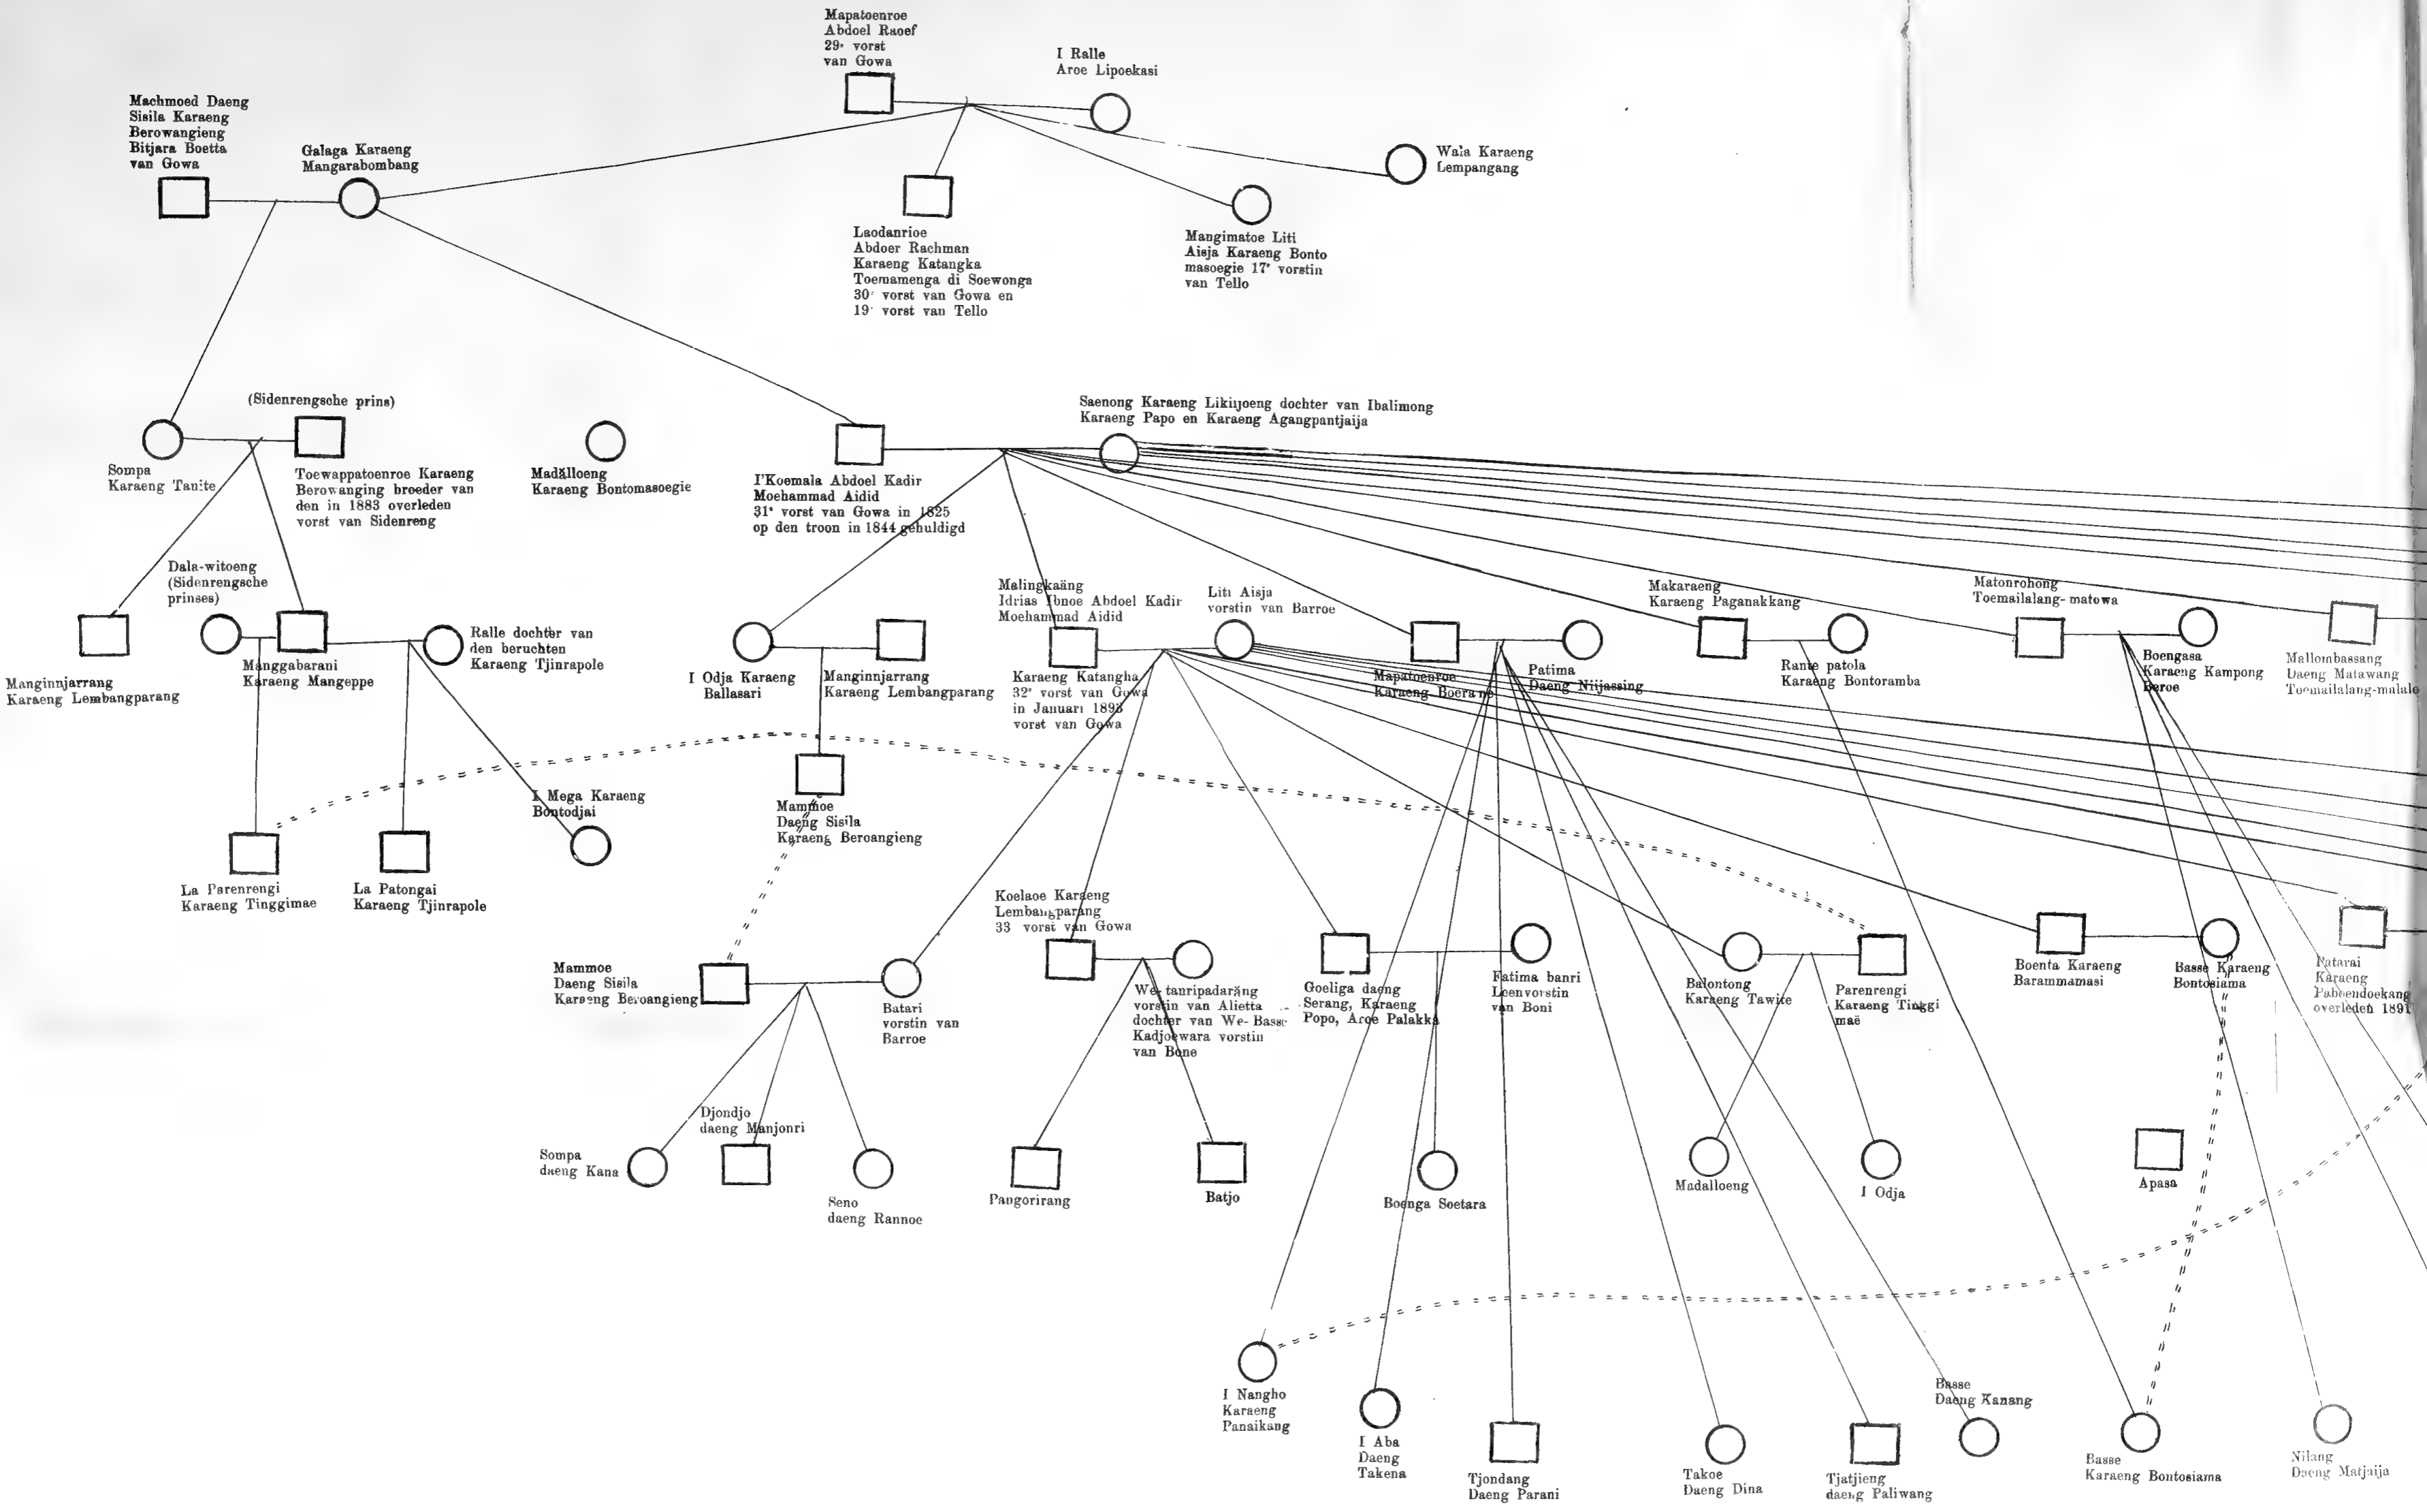 Mapatoenroe
Abdoel Raoef
29e vorst
van Gowa
I Ralle
Aroe Lipoekasi
Machmoed Daeng
Sisila Karaeng
Berowangieng
Bitjara Boetta
van Gowa
Galaga Karaeng
Mangarabombang
Wala Karaeng
Lempangang
Laodanrioe
Abdoer Rachman
Karaeng Katangka
Toemamenga di Soewonga
30e vorst van Gowa en
19e vorst van Tello
Mangimatoe Liti
Aisja Karaeng Bonto
masoegie 17e vorstin
van Tello
(Sidenrengsche prins)
Sompa
Karaeng Tanite
Toewappatoenroe Karaeng
Berowanging broeder van
den in 1883 overleden
vorst van Sidenreng
Madălloeng
Karaeng Bontomasoegie
I'Koemala Abdoel Kadir
Moehammad Aidid
31e vorst van Gowa in 1825
op den troon in 1844 gehuldigd
Saenong Karaeng Likiijoeng dochter van Ibalimong
Karaeng Papo en Karaeng Agangpantjaija
Manginnjarrang
Karaeng Lembangparang
Dala-witoeng
(Sidenrengsche
prinses)
Manggabarani
Karaeng Mangeppe
Ralle dochter van
den beruchten
Karaeng Tjinrapole
I Odja Karaeng
Ballasari
Manginnjarrang
Karaeng Lembangparang
Malingkaäng
Idrias Ibnoe Abdoel Kadir
Moehammad Aidid
Karaeng Katangha
32e vorst van Gowa
in Januari 1893
vorst van Gowa
Liti Aisja
vorstin van Barroe
Mapatoenroe
Karaeng Boerane
Patima
Daeng Niijassing
Makaraeng
Karaeng Paganakkang
Rante patola
Karaeng Bontoramba
Matonrohong
Toemailalang-matowa
Boengasa
Karaeng Kampong
Beroe
Mallombassang
Daeng Matawang
Toemailalang-malalo
La Parenrengi
Karaeng Tinggimae
La Patongai
Karaeng Tjinrapole
I Mega Karaeng
Bontodjai
Mammoe
Daeng Sisila
Karaeng Beroangieng
Mammoe
Daeng Sisila
Karaeng Beroangieng
Batari
vorstin van
Barroe
Koelaoe Karaeng
Lembangparang
33 vorst van Gowa
We-tanripadarăng
vorstin van Alietta
dochter van We-Basse
Kadjoewara vorstin
van Bone
Goeliga daeng
Serang, Karaeng
Popo, Aroe Palakka
Fatima banri
Leenvorstin
van Boni
Balontong
Karaeng Tawite
Parenrengi
Karaeng Tinggi
maë
Boenta Karaeng
Barammamasi
Basse Karaeng
Bontosiama
Patarai
Karaeng
Paboendoekang
overleden 1891
Sompa
daeng Kana
Djondjo
daeng Manjonri
Seno
daeng Rannoe
Pangorirang
Batjo
Boenga Soetara
Madalloeng
I Odja
Apasa
I Nangho
Karaeng
Panaikang
I Aba
Daeng
Takena
Tjondang
Daeng Parani
Takoe
Daeng Dina
Tjatjieng
daeng Paliwang
Basse
Daeng Kanang
Basse
Karaeng Bontosiama
Nilang
Daeng Matjaija